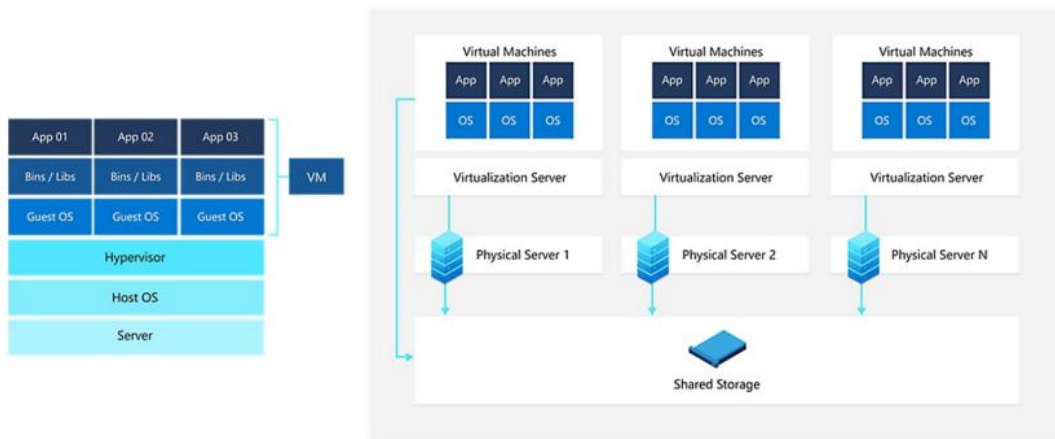 App 01 App 02 App 03
Bins / Libs Bins / Libs Bins / Libs
VM
Guest OS Guest OS Guest OS
Hypervisor
Host OS
Server
Virtual Machines Virtual Machines Virtual Machines
App App App App App App App App App
OS OS OS OS OS OS OS OS OS
Virtualization Server Virtualization Server Virtualization Server
Physical Server 1 Physical Server 2 Physical Server N
Shared Storage